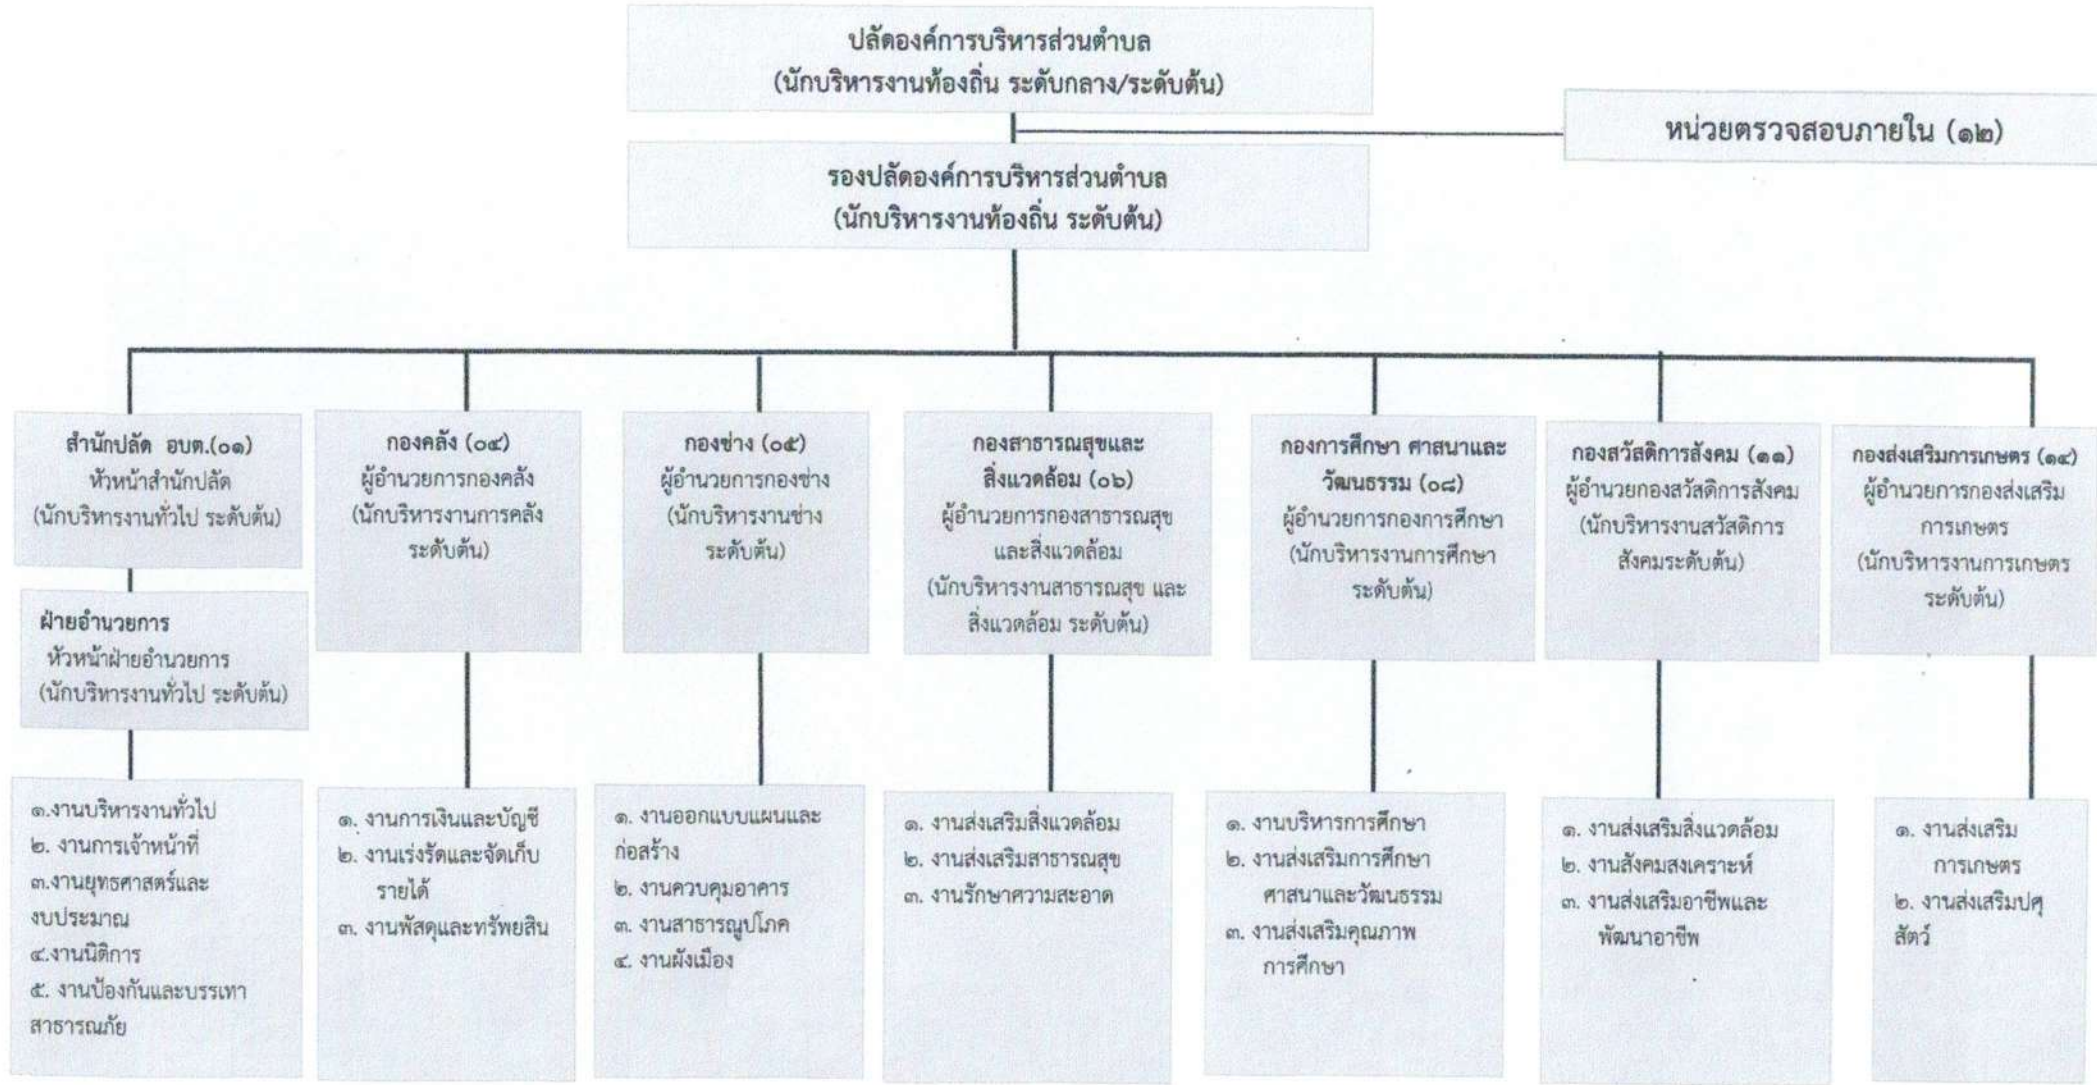 ปลัดองค์การบริหารส่วนตำบล
(นักบริหารงานท้องถิ่น ระดับกลาง/ระดับต้น)
หน่วยตรวจสอบภายใน (๑๒)
รองปลัดองค์การบริหารส่วนตำบล
(นักบริหารงานท้องถิ่น ระดับต้น)
สำนักปลัด อบต.(๐๑)
หัวหน้าสำนักปลัด
(นักบริหารงานทั่วไป ระดับต้น)
ฝ่ายอำนวยการ
หัวหน้าฝ่ายอำนวยการ
(นักบริหารงานทั่วไป ระดับต้น)
๑.งานบริหารงานทั่วไป
๒. งานการเจ้าหน้าที่
๓.งานยุทธศาสตร์และ
งบประมาณ
๔.งานนิติการ
๕. งานป้องกันและบรรเทา
สาธารณภัย
กองคลัง (๐๔)
ผู้อำนวยการกองคลัง
(นักบริหารงานการคลัง
ระดับต้น)
๑. งานการเงินและบัญชี
๒. งานเร่งรัดและจัดเก็บ
รายได้
๓. งานพัสดุและทรัพยสิน
กองช่าง (๐๕)
ผู้อำนวยการกองช่าง
(นักบริหารงานช่าง
ระดับต้น)
๑. งานออกแบบแผนและ
ก่อสร้าง
๒. งานควบคุมอาคาร
๓. งานสาธารณูปโภค
๔. งานผังเมือง
กองสาธารณสุขและ
สิ่งแวดล้อม (๐๖)
ผู้อำนวยการกองสาธารณสุข
และสิ่งแวดล้อม
(นักบริหารงานสาธารณสุข และ
สิ่งแวดล้อม ระดับต้น)
๑. งานส่งเสริมสิ่งแวดล้อม
๒. งานส่งเสริมสาธารณสุข
๓. งานรักษาความสะอาด
กองการศึกษา ศาสนาและ
วัฒนธรรม (๐๘)
ผู้อำนวยการกองการศึกษา
(นักบริหารงานการศึกษา
ระดับต้น)
๑. งานบริหารการศึกษา
๒. งานส่งเสริมการศึกษา
ศาสนาและวัฒนธรรม
๓. งานส่งเสริมคุณภาพ
การศึกษา
กองสวัสดิการสังคม (๑๑)
ผู้อำนวยกองสวัสดิการสังคม
(นักบริหารงานสวัสดิการ
สังคมระดับต้น)
๑. งานส่งเสริมสิ่งแวดล้อม
๒. งานสังคมสงเคราะห์
๓. งานส่งเสริมอาชีพและ
พัฒนาอาชีพ
กองส่งเสริมการเกษตร (๑๔)
ผู้อำนวยการกองส่งเสริม
การเกษตร
(นักบริหารงานการเกษตร
ระดับต้น)
๑. งานส่งเสริม
การเกษตร
๒. งานส่งเสริมปศุ
สัตว์